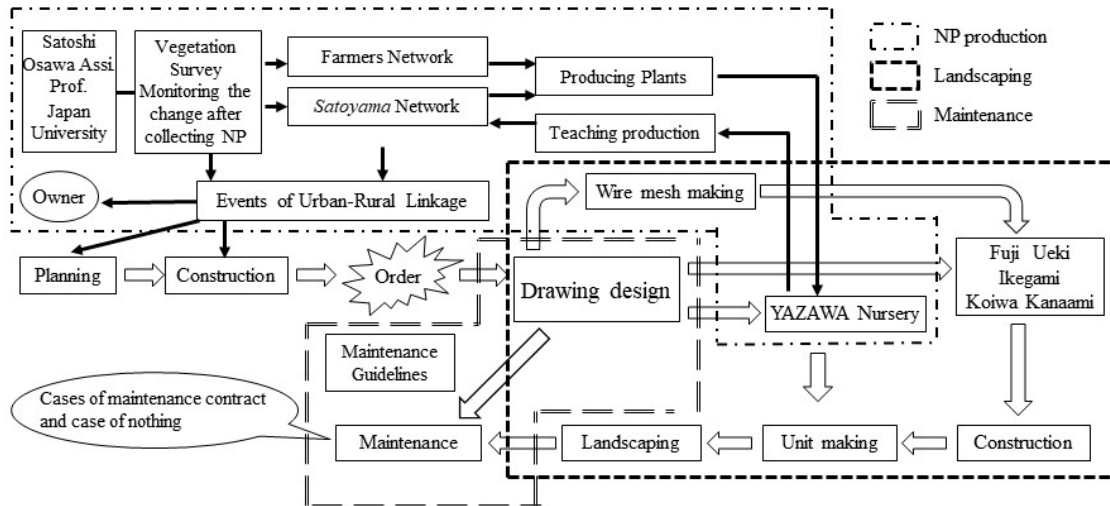 Satoshi
Osawa Assi.
Prof.
Japan
University
Vegetation
Survey
Monitoring the
change after
collecting NP
Farmers Network
Satoyama Network
Producing Plants
Teaching production
NP production
Landscaping
Maintenance
Owner
Events of Urban-Rural Linkage
Wire mesh making
Planning
Construction
Order
Drawing design
YAZAWA Nursery
Fuji Ueki
Ikegami
Koiwa Kanaami
Maintenance
Guidelines
Cases of maintenance contract
and case of nothing
Maintenance
Landscaping
Unit making
Construction